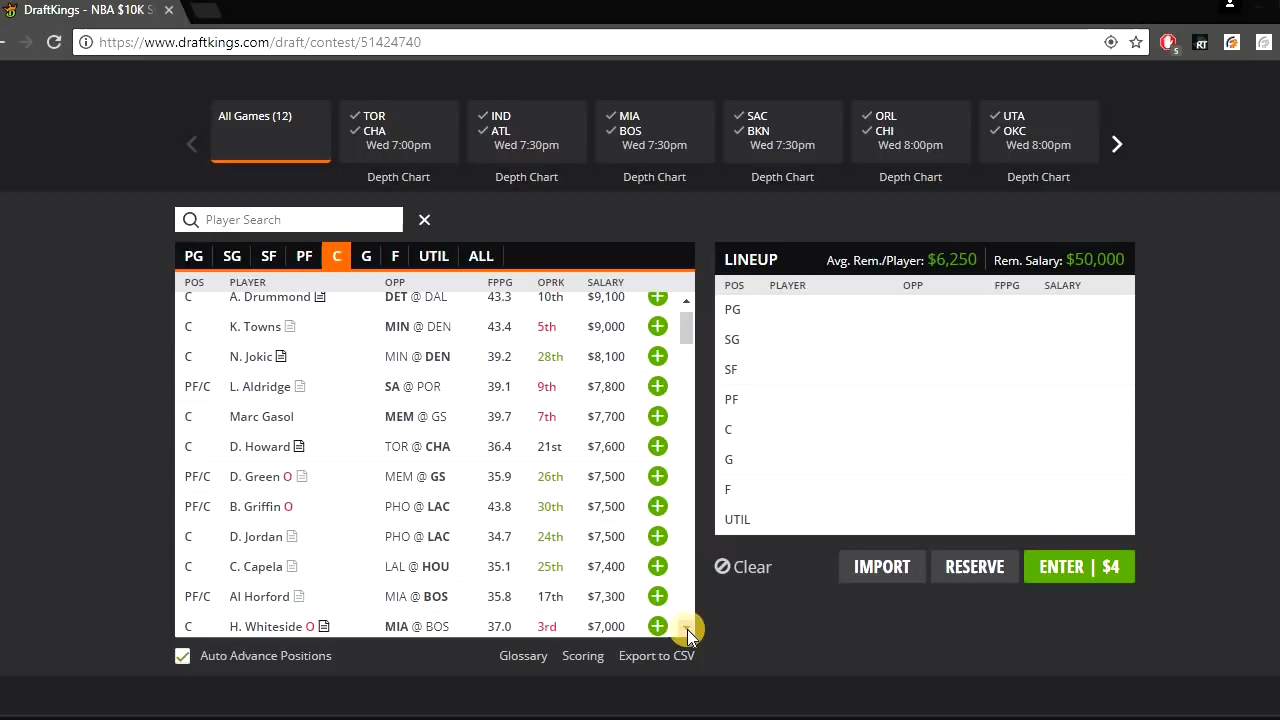 DraftKings - NBA $10K S
https://www.draftkings.com/draft/contest/51424740
5
RT
All Games (12)
TOR
CHA
Wed 7:00pm
Depth Chart
IND
ATL
Wed 7:30pm
Depth Chart
MIA
BOS
Wed 7:30pm
Depth Chart
SAC
BKN
Wed 7:30pm
Depth Chart
ORL
CHI
Wed 8:00pm
Depth Chart
UTA
OKC
Wed 8:00pm
Depth Chart
Player Search
PG SG SF PF C G F UTIL ALL
POS PLAYER OPP FPPG OPRK SALARY
C A. Drummond DET @ DAL 43.3 10th $9,100
C K. Towns MIN @ DEN 43.4 5th $9,000
C N. Jokic MIN @ DEN 39.2 28th $8,100
PF/C L. Aldridge SA @ POR 39.1 9th $7,800
C Marc Gasol MEM @ GS 39.7 7th $7,700
C D. Howard TOR @ CHA 36.4 21st $7,600
PF/C D. Green O MEM @ GS 35.9 26th $7,500
PF/C B. Griffin O PHO @ LAC 43.8 30th $7,500
C D. Jordan PHO @ LAC 34.7 24th $7,500
C C. Capela LAL @ HOU 35.1 25th $7,400
PF/C Al Horford MIA @ BOS 35.8 17th $7,300
C H. Whiteside O MIA @ BOS 37.0 3rd $7,000
Auto Advance Positions
Glossary Scoring Export to CSV
LINEUP Avg. Rem./Player: $6,250 Rem. Salary: $50,000
POS PLAYER OPP FPPG SALARY
PG
SG
SF
PF
C
G
F
UTIL
Clear
IMPORT
RESERVE
ENTER | $4